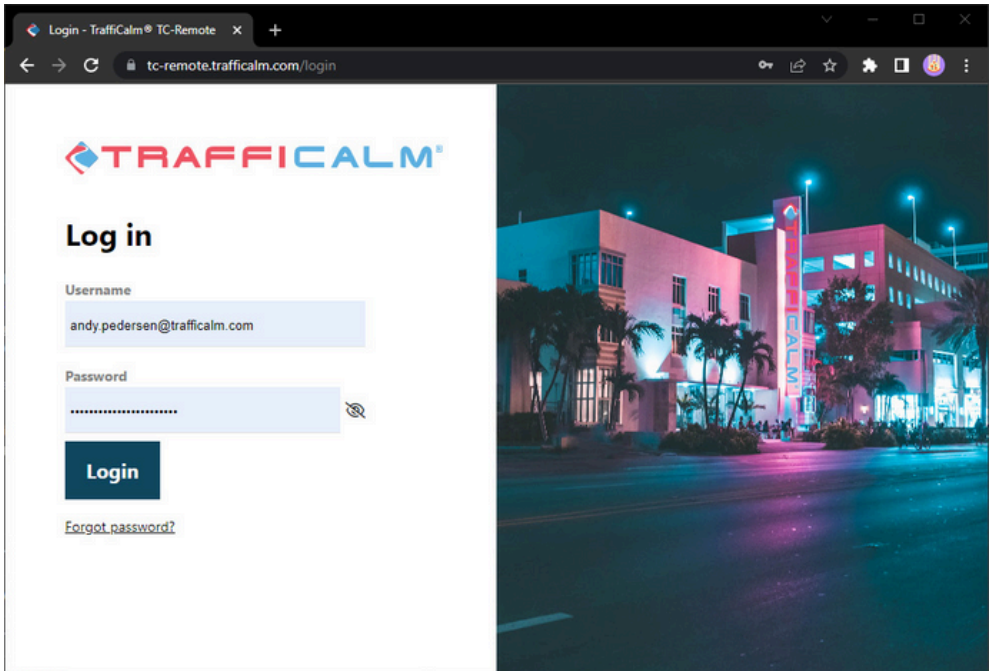 Login - TraffiCalm® TC-Remote
tc-remote.trafficalm.com/login
TRAFFICALM®
Log in
Username
andy.pedersen@trafficalm.com
Password
Login
Forgot password?
TRAFFICALM